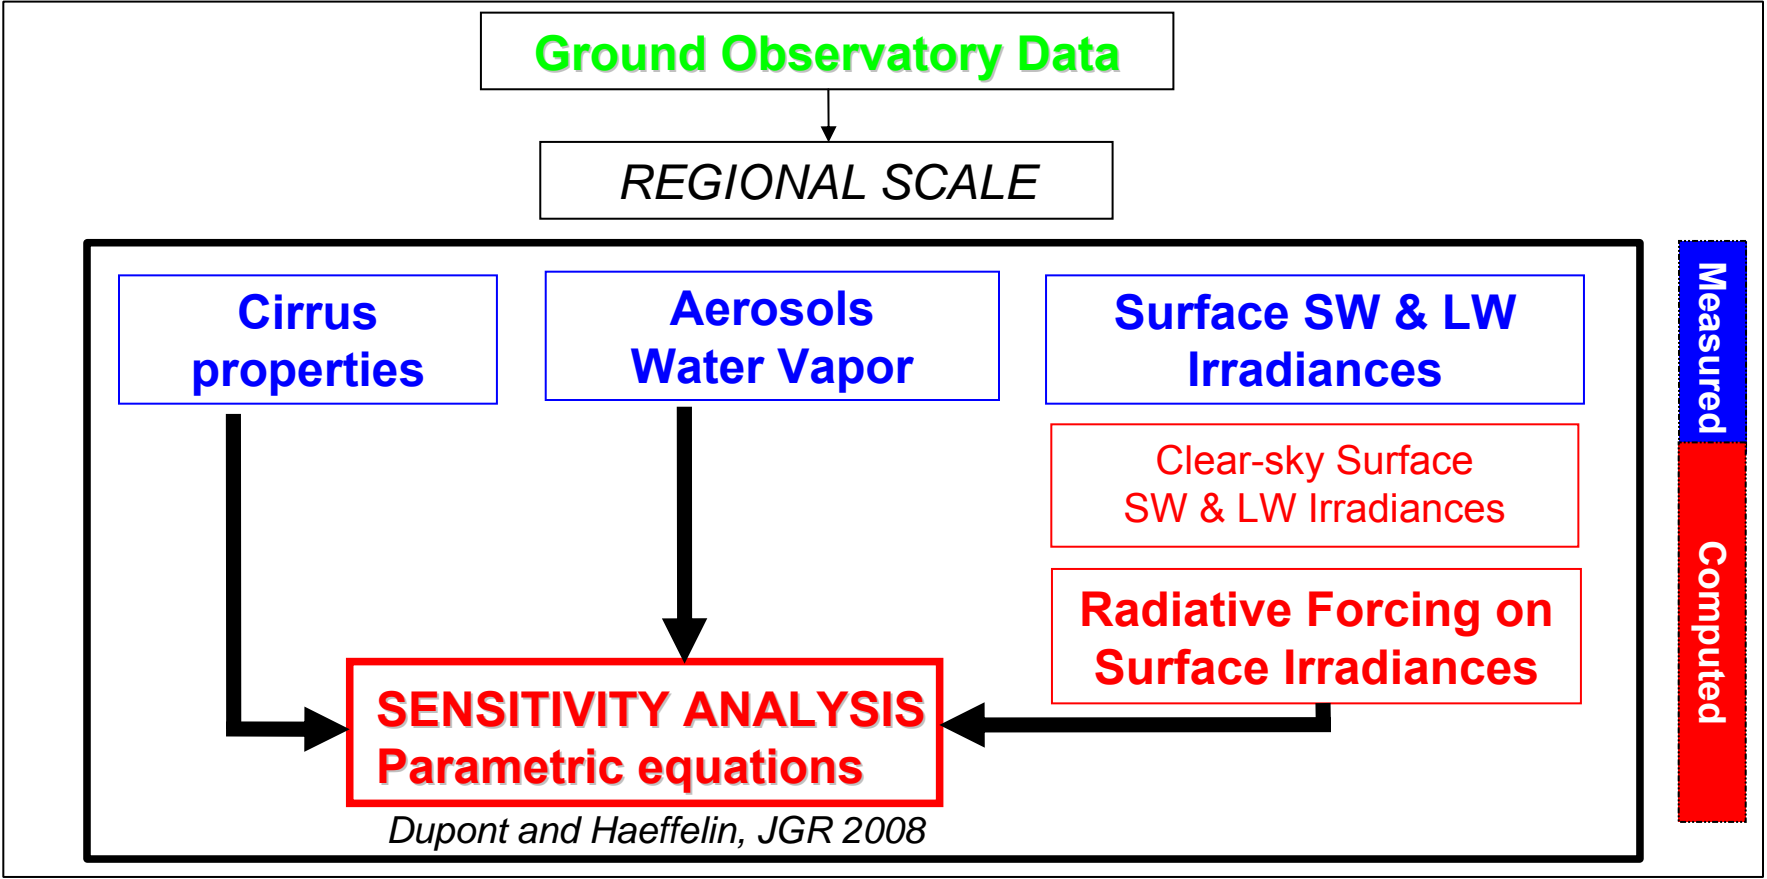 Ground Observatory Data
REGIONAL SCALE
Cirrus
properties
Aerosols
Water Vapor
Surface SW & LW
Irradiances
Clear-sky Surface
SW & LW Irradiances
Radiative Forcing on
Surface Irradiances
SENSITIVITY ANALYSIS
Parametric equations
Dupont and Haeffelin, JGR 2008
Measured
Computed